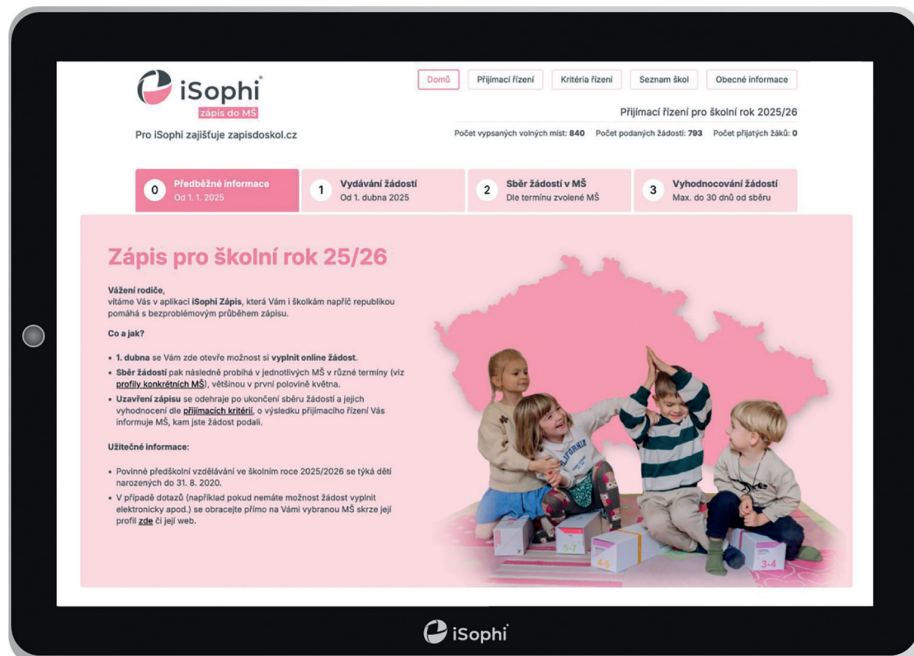 iSophi
zápis do MŠ
Pro iSophi zajišťuje zapisdoskol.cz
Domů
Přijímací řízení
Kritéria řízení
Seznam škol
Obecné informace
Přijímací řízení pro školní rok 2025/26
Počet vypsaných volných míst: 840 Počet podaných žádostí: 793 Počet přijatých žáků: 0
0 Předběžné informace
Od 1. 1. 2025
1 Vydávání žádostí
Od 1. dubna 2025
2 Sběr žádostí v MŠ
Dle termínu zvolené MŠ
3 Vyhodnocování žádostí
Max. do 30 dnů od sběru
Zápis pro školní rok 25/26
Vážení rodiče,
vítáme Vás v aplikaci iSophi Zápis, která Vám i školkám napříč republikou
pomáhá s bezproblémovým průběhem zápisu.
Co a jak?
• 1. dubna se Vám zde otevře možnost si vyplnit online žádost.
• Sběr žádostí pak následně probíhá v jednotlivých MŠ v různé termíny (viz
profily konkrétních MŠ), většinou v první polovině května.
• Uzavření zápisu se odehraje po ukončení sběru žádostí a jejich
vyhodnocení dle přijímacích kritérií, o výsledku přijímacího řízení Vás
informuje MŠ, kam jste žádost podali.
Užitečné informace:
• Povinné předškolní vzdělávání ve školním roce 2025/2026 se týká dětí
narozených do 31. 8. 2020.
• V případě dotazů (například pokud nemáte možnost žádost vyplnit
elektronicky apod.) se obracejte přímo na Vámi vybranou MŠ skrze její
profil zde či její web.
CALIFORNIA
5-7
4-5
3-4
iSophi